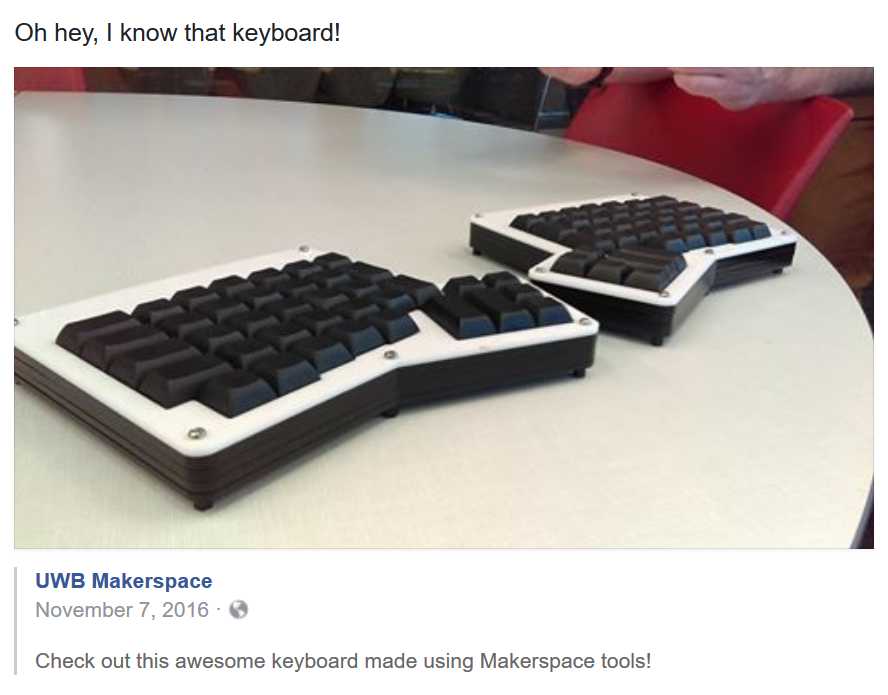 Oh hey, I know that keyboard!
UWB Makerspace
November 7, 2016 ·
Check out this awesome keyboard made using Makerspace tools!